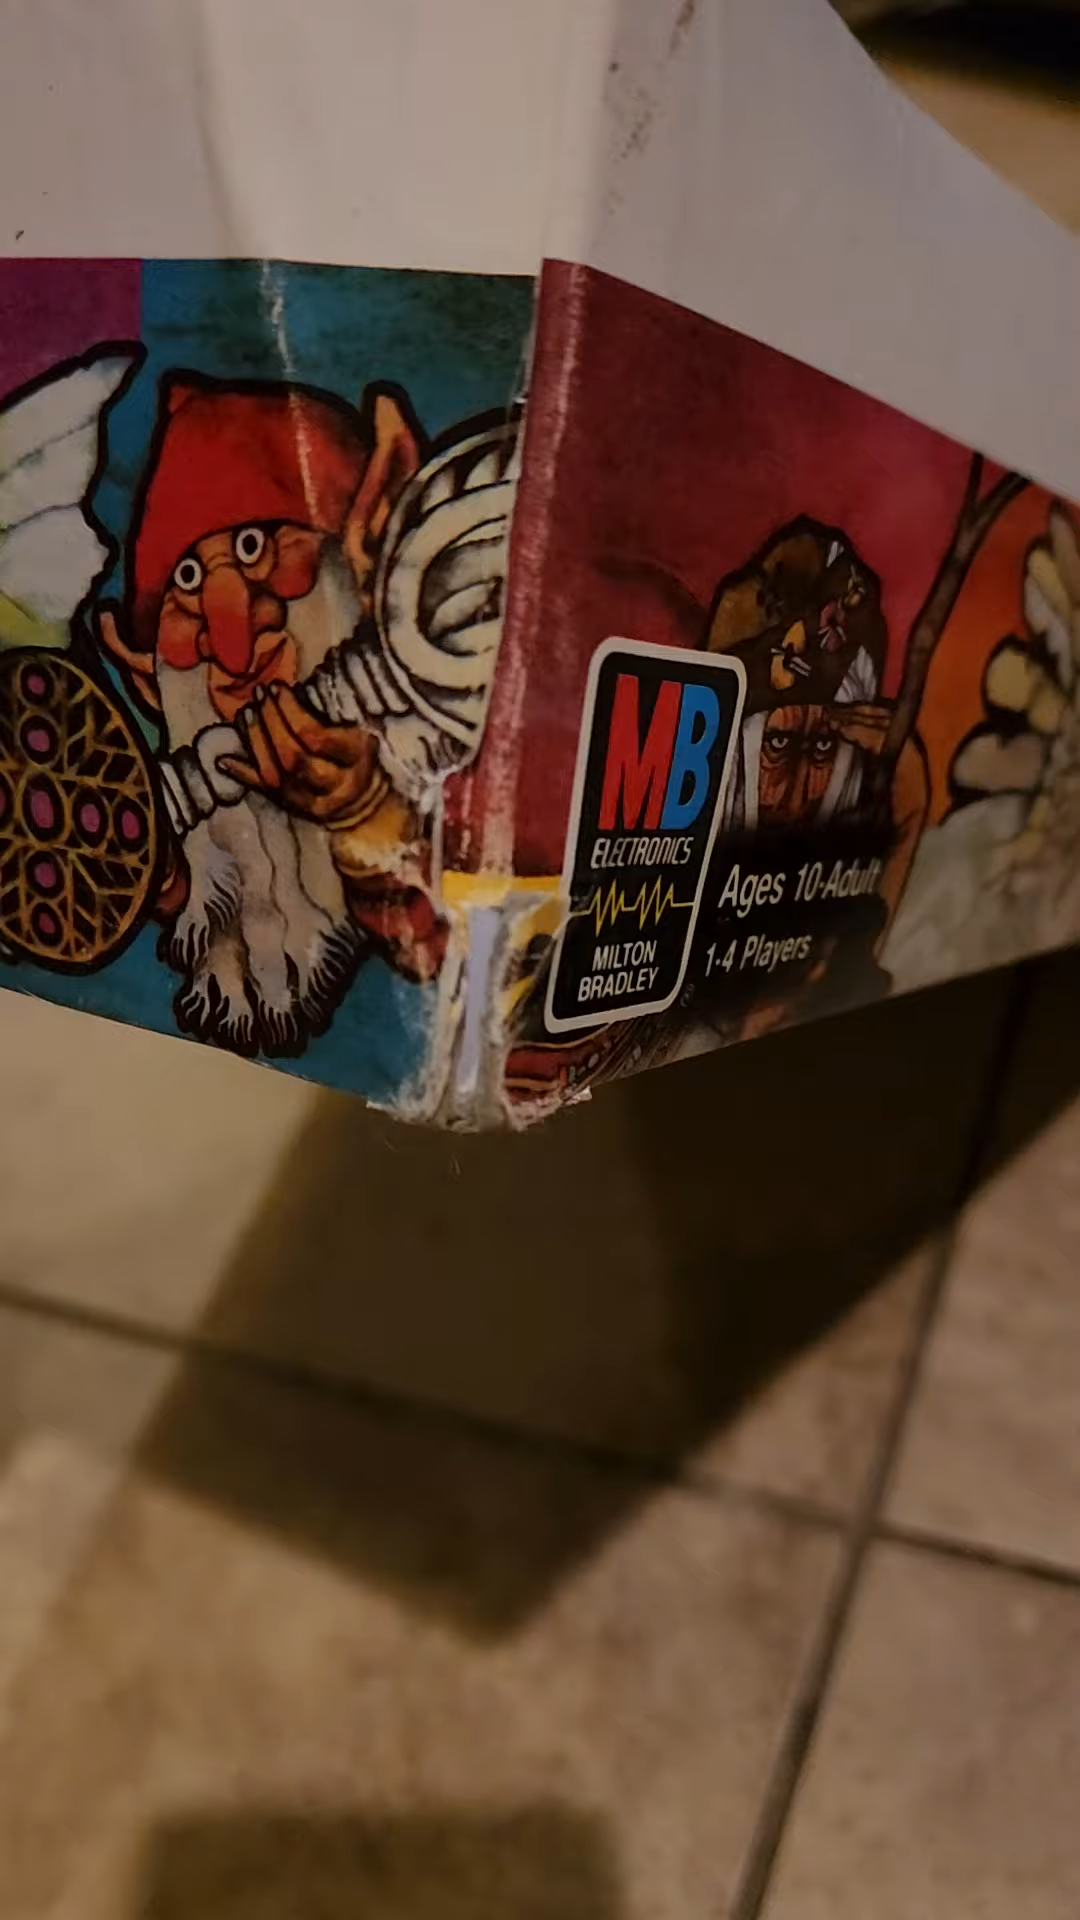 MB
ELECTRONICS
MILTON
BRADLEY
®
Ages 10-Adult
1-4 Players